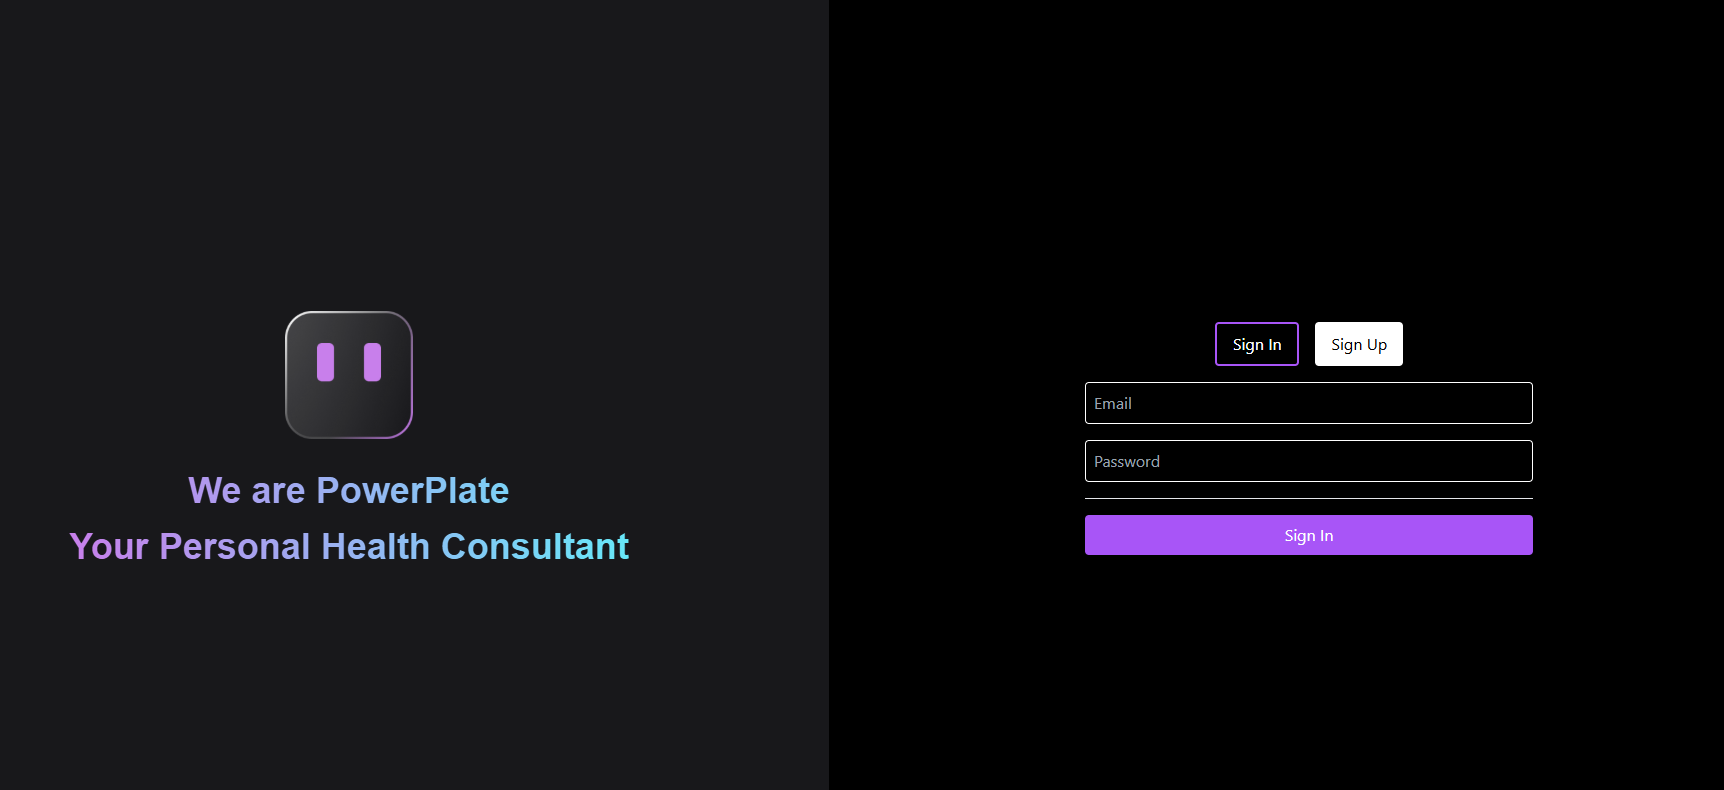 We are PowerPlate
Your Personal Health Consultant
Sign In
Sign Up
Email
Password
Sign In